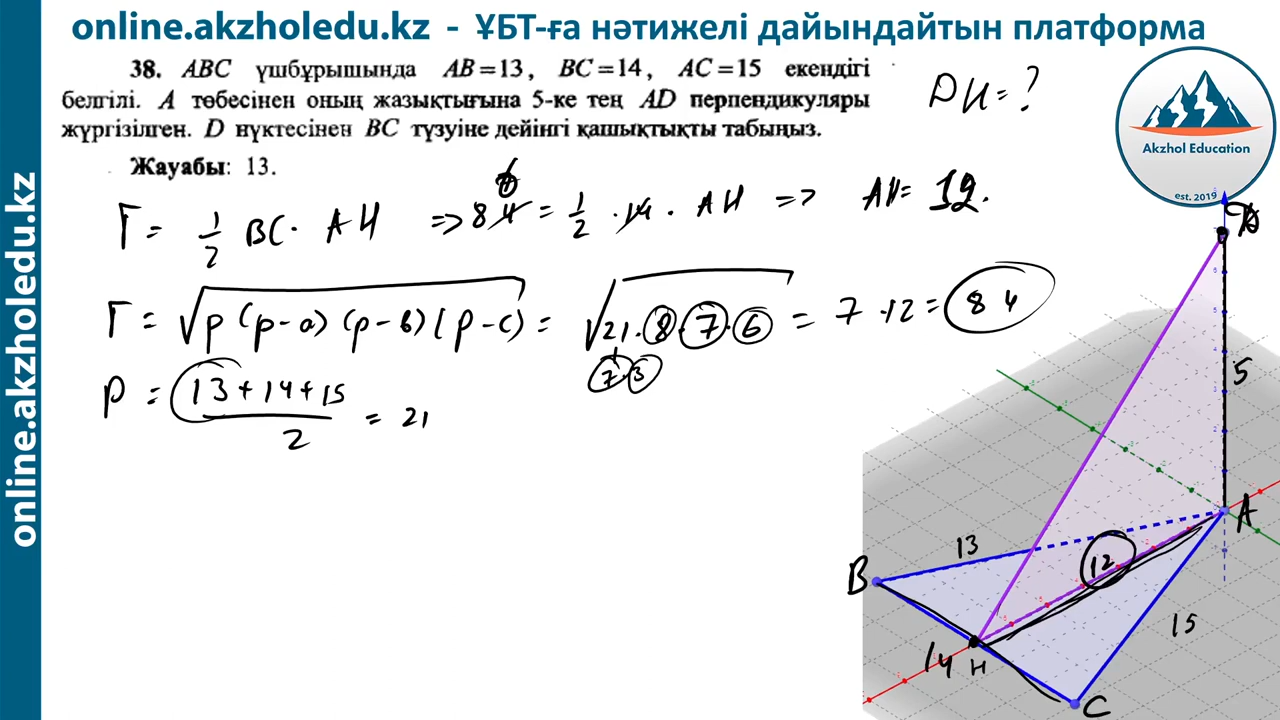 online.akzholedu.kz - ҰБТ-ға нәтижелі дайындайтын платформа
38. ABC үшбұрышында AB=13, BC=14, AC=15 екендігі
белгілі. A төбесінен оның жазықтығына 5-ке тең AD перпендикуляры
жүргізілген. D нүктесінен BC түзуіне дейінгі қашықтықты табыңыз.
Жауабы: 13.
DH=?
Akzhol Education
est. 2019
online.akzholedu.kz
6
Γ = 1/2 BC · AH => 84 = 1/2 · 14 · AH => AH = 12.
Γ = √p(p-a)(p-b)(p-c) = √21·8·7·6 = 7·12 = 84
7·3
P = 13+14+15/2 = 21
5
A
13
12
B
15
14
H
C